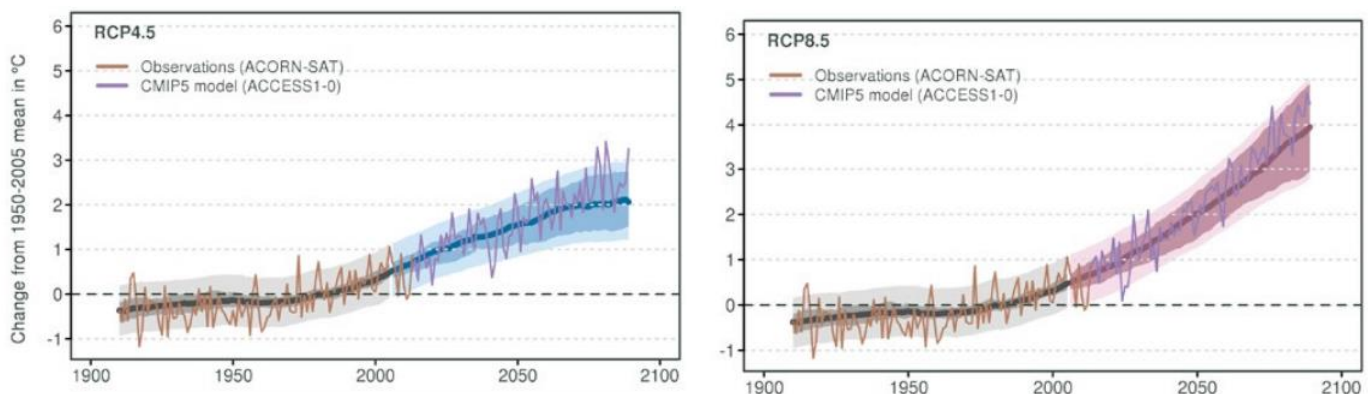 RCP4.5
Observations (ACORN-SAT)
CMIP5 model (ACCESS1-0)
Change from 1950-2005 mean in °C
6
5
4
3
2
1
0
-1
1900 1950 2000 2050 2100
RCP8.5
Observations (ACORN-SAT)
CMIP5 model (ACCESS1-0)
6
5
4
3
2
1
0
-1
1900 1950 2000 2050 2100